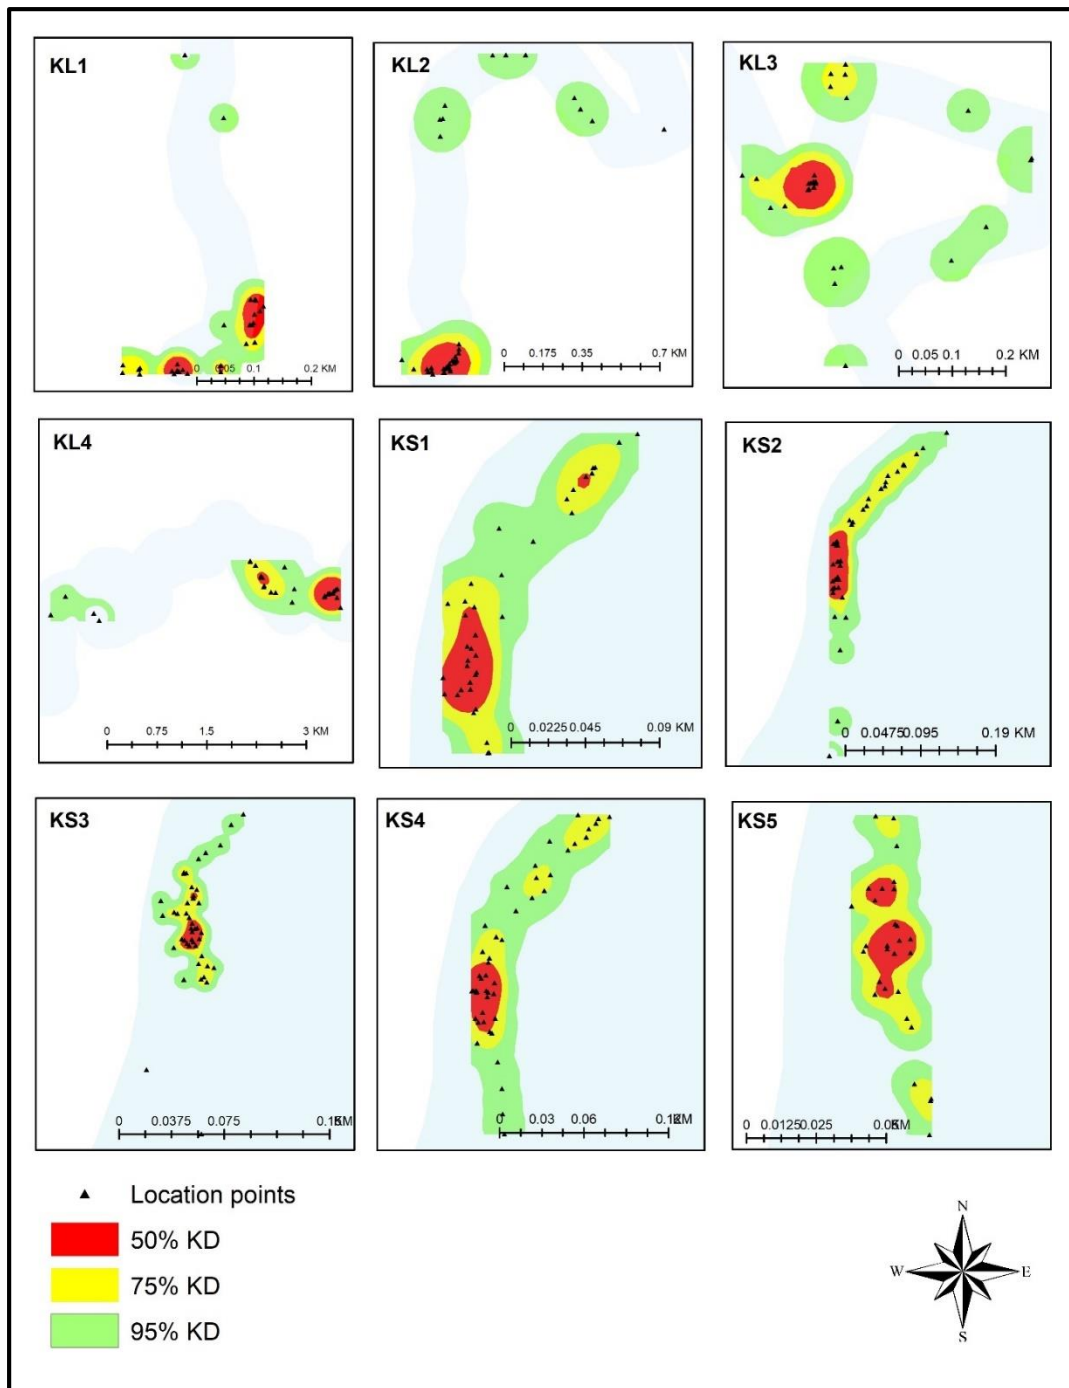 KL1
0 0.05 0.1 0.2 KM
KL2
0 0.175 0.35 0.7 KM
KL3
0 0.05 0.1 0.2 KM
KL4
0 0.75 1.5 3 KM
KS1
0 0.0225 0.045 0.09 KM
KS2
0 0.0475 0.095 0.19 KM
KS3
0 0.0375 0.075
KS4
0 0.03 0.06
KS5
0 0.0125 0.025
Location points
50% KD
75% KD
95% KD
N
W E
S